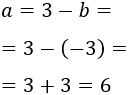 a = 3 − b =
= 3 − (−3) =
= 3 + 3 = 6